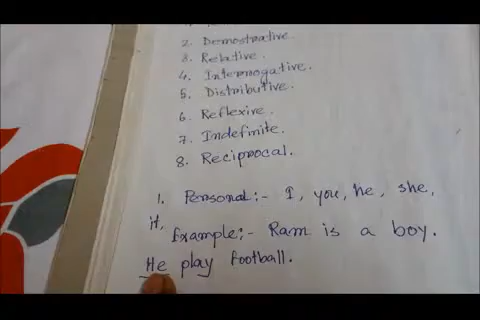 2. Demostrative.
3. Relative.
4. Interrogative.
5. Distributive.
6. Reflexive.
7. Indefinite.
8. Reciprocal.
1. Personal:- I, you, he, she,
it,
Example:- Ram is a boy.
He play football.